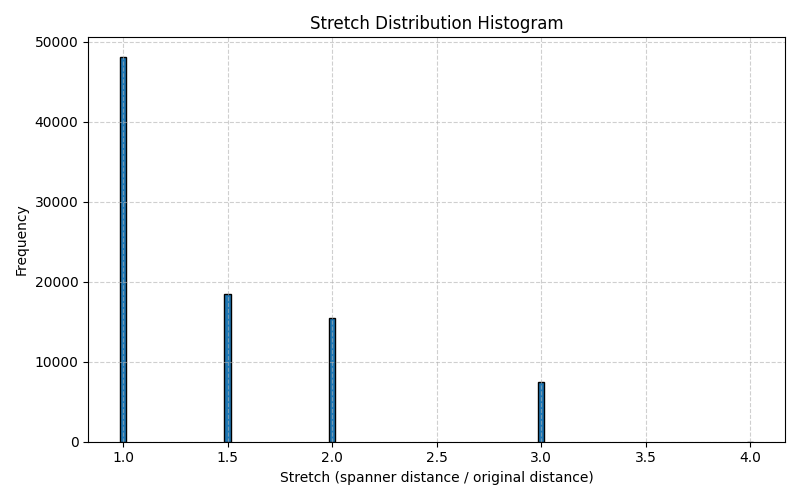 Stretch Distribution Histogram
50000
40000
30000
20000
10000
0
Frequency
1.0 1.5 2.0 2.5 3.0 3.5 4.0
Stretch (spanner distance / original distance)